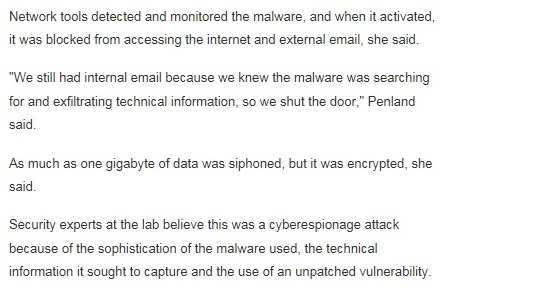 Network tools detected and monitored the malware, and when it activated,
it was blocked from accessing the internet and external email, she said.
"We still had internal email because we knew the malware was searching
for and exfiltrating technical information, so we shut the door," Penland
said.
As much as one gigabyte of data was siphoned, but it was encrypted, she
said.
Security experts at the lab believe this was a cyberespionage attack
because of the sophistication of the malware used, the technical
information it sought to capture and the use of an unpatched vulnerability.